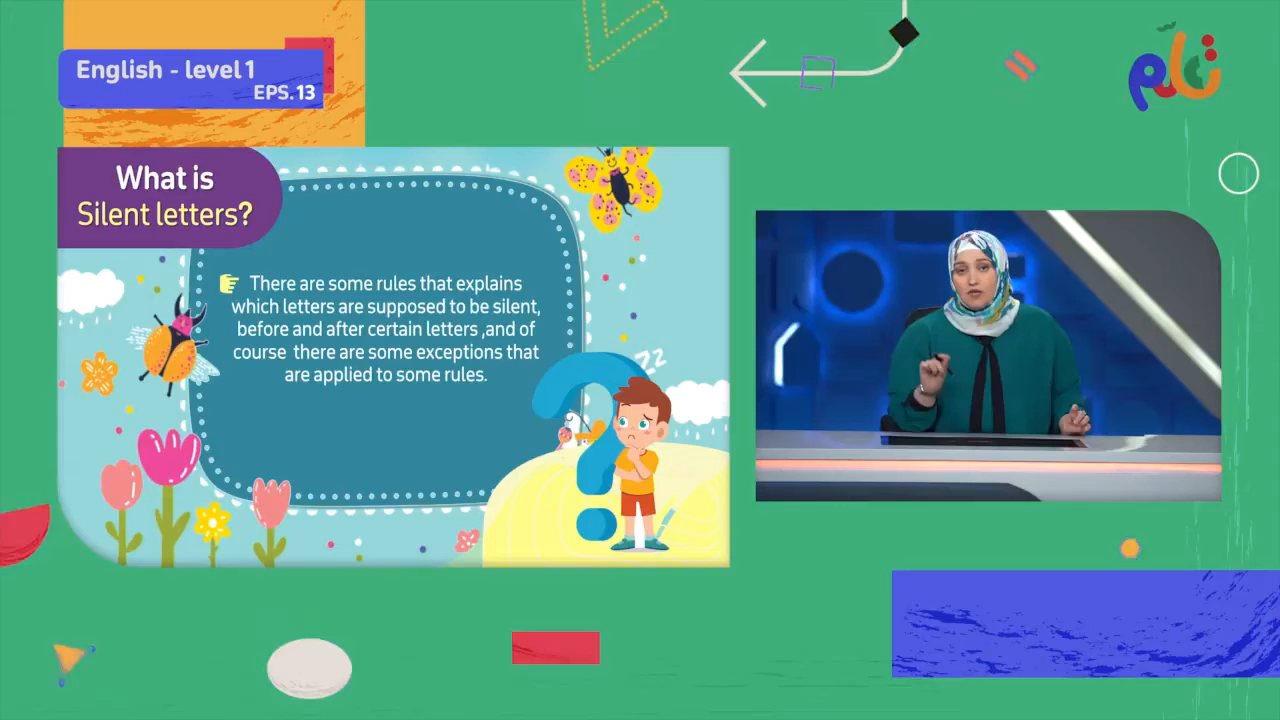 English - level 1
EPS.13
What is
Silent letters?
There are some rules that explains
which letters are supposed to be silent,
before and after certain letters ,and of
course there are some exceptions that
are applied to some rules.
zz